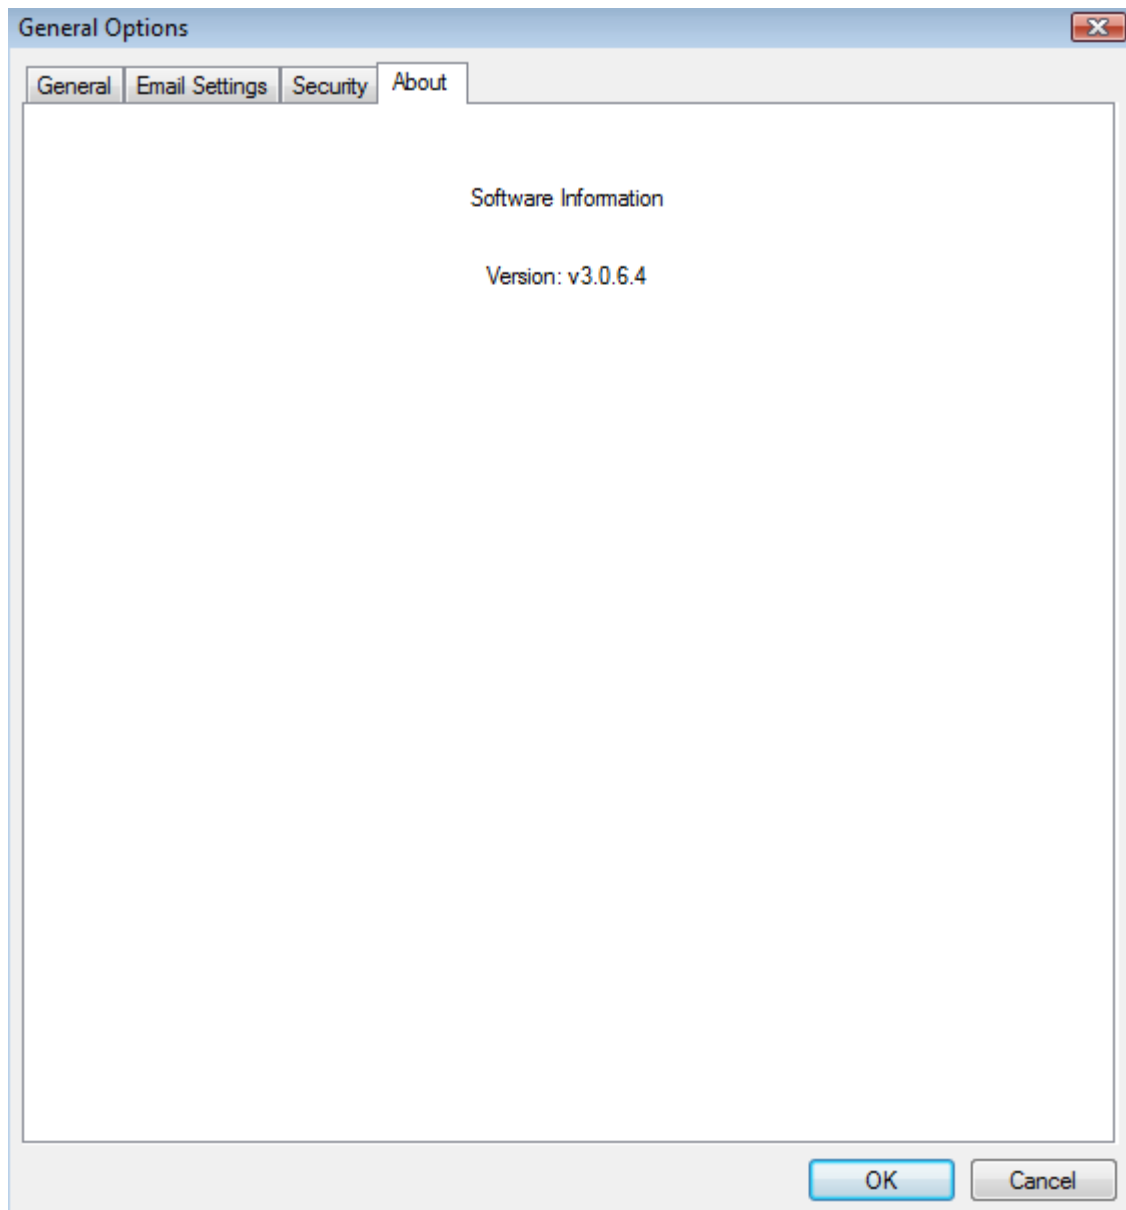 General Options
General Email Settings Security About
Software Information
Version: v3.0.6.4
OK Cancel